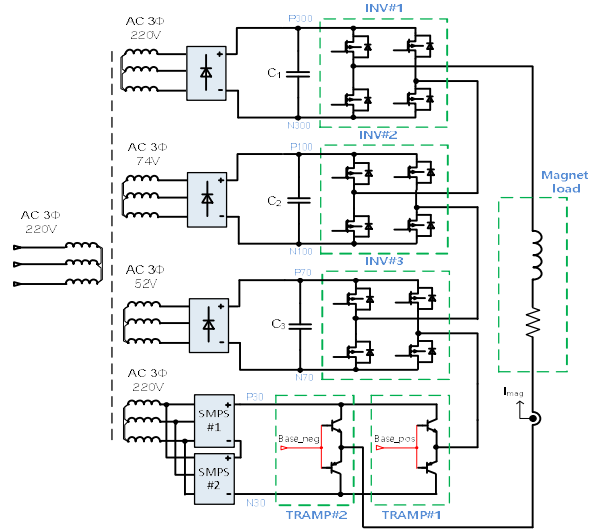 INV#1
AC 3Φ
220V
P300
+
-
C1
N300
INV#2
AC 3Φ
74V
P100
+
-
C2
N100
Magnet
load
AC 3Φ
220V
INV#3
AC 3Φ
52V
P70
+
-
C3
N70
AC 3Φ
220V
P30
SMPS
#1
+
-
SMPS
#2
+
-
N30
Base_neg
Base_pos
Imag
TRAMP#2
TRAMP#1